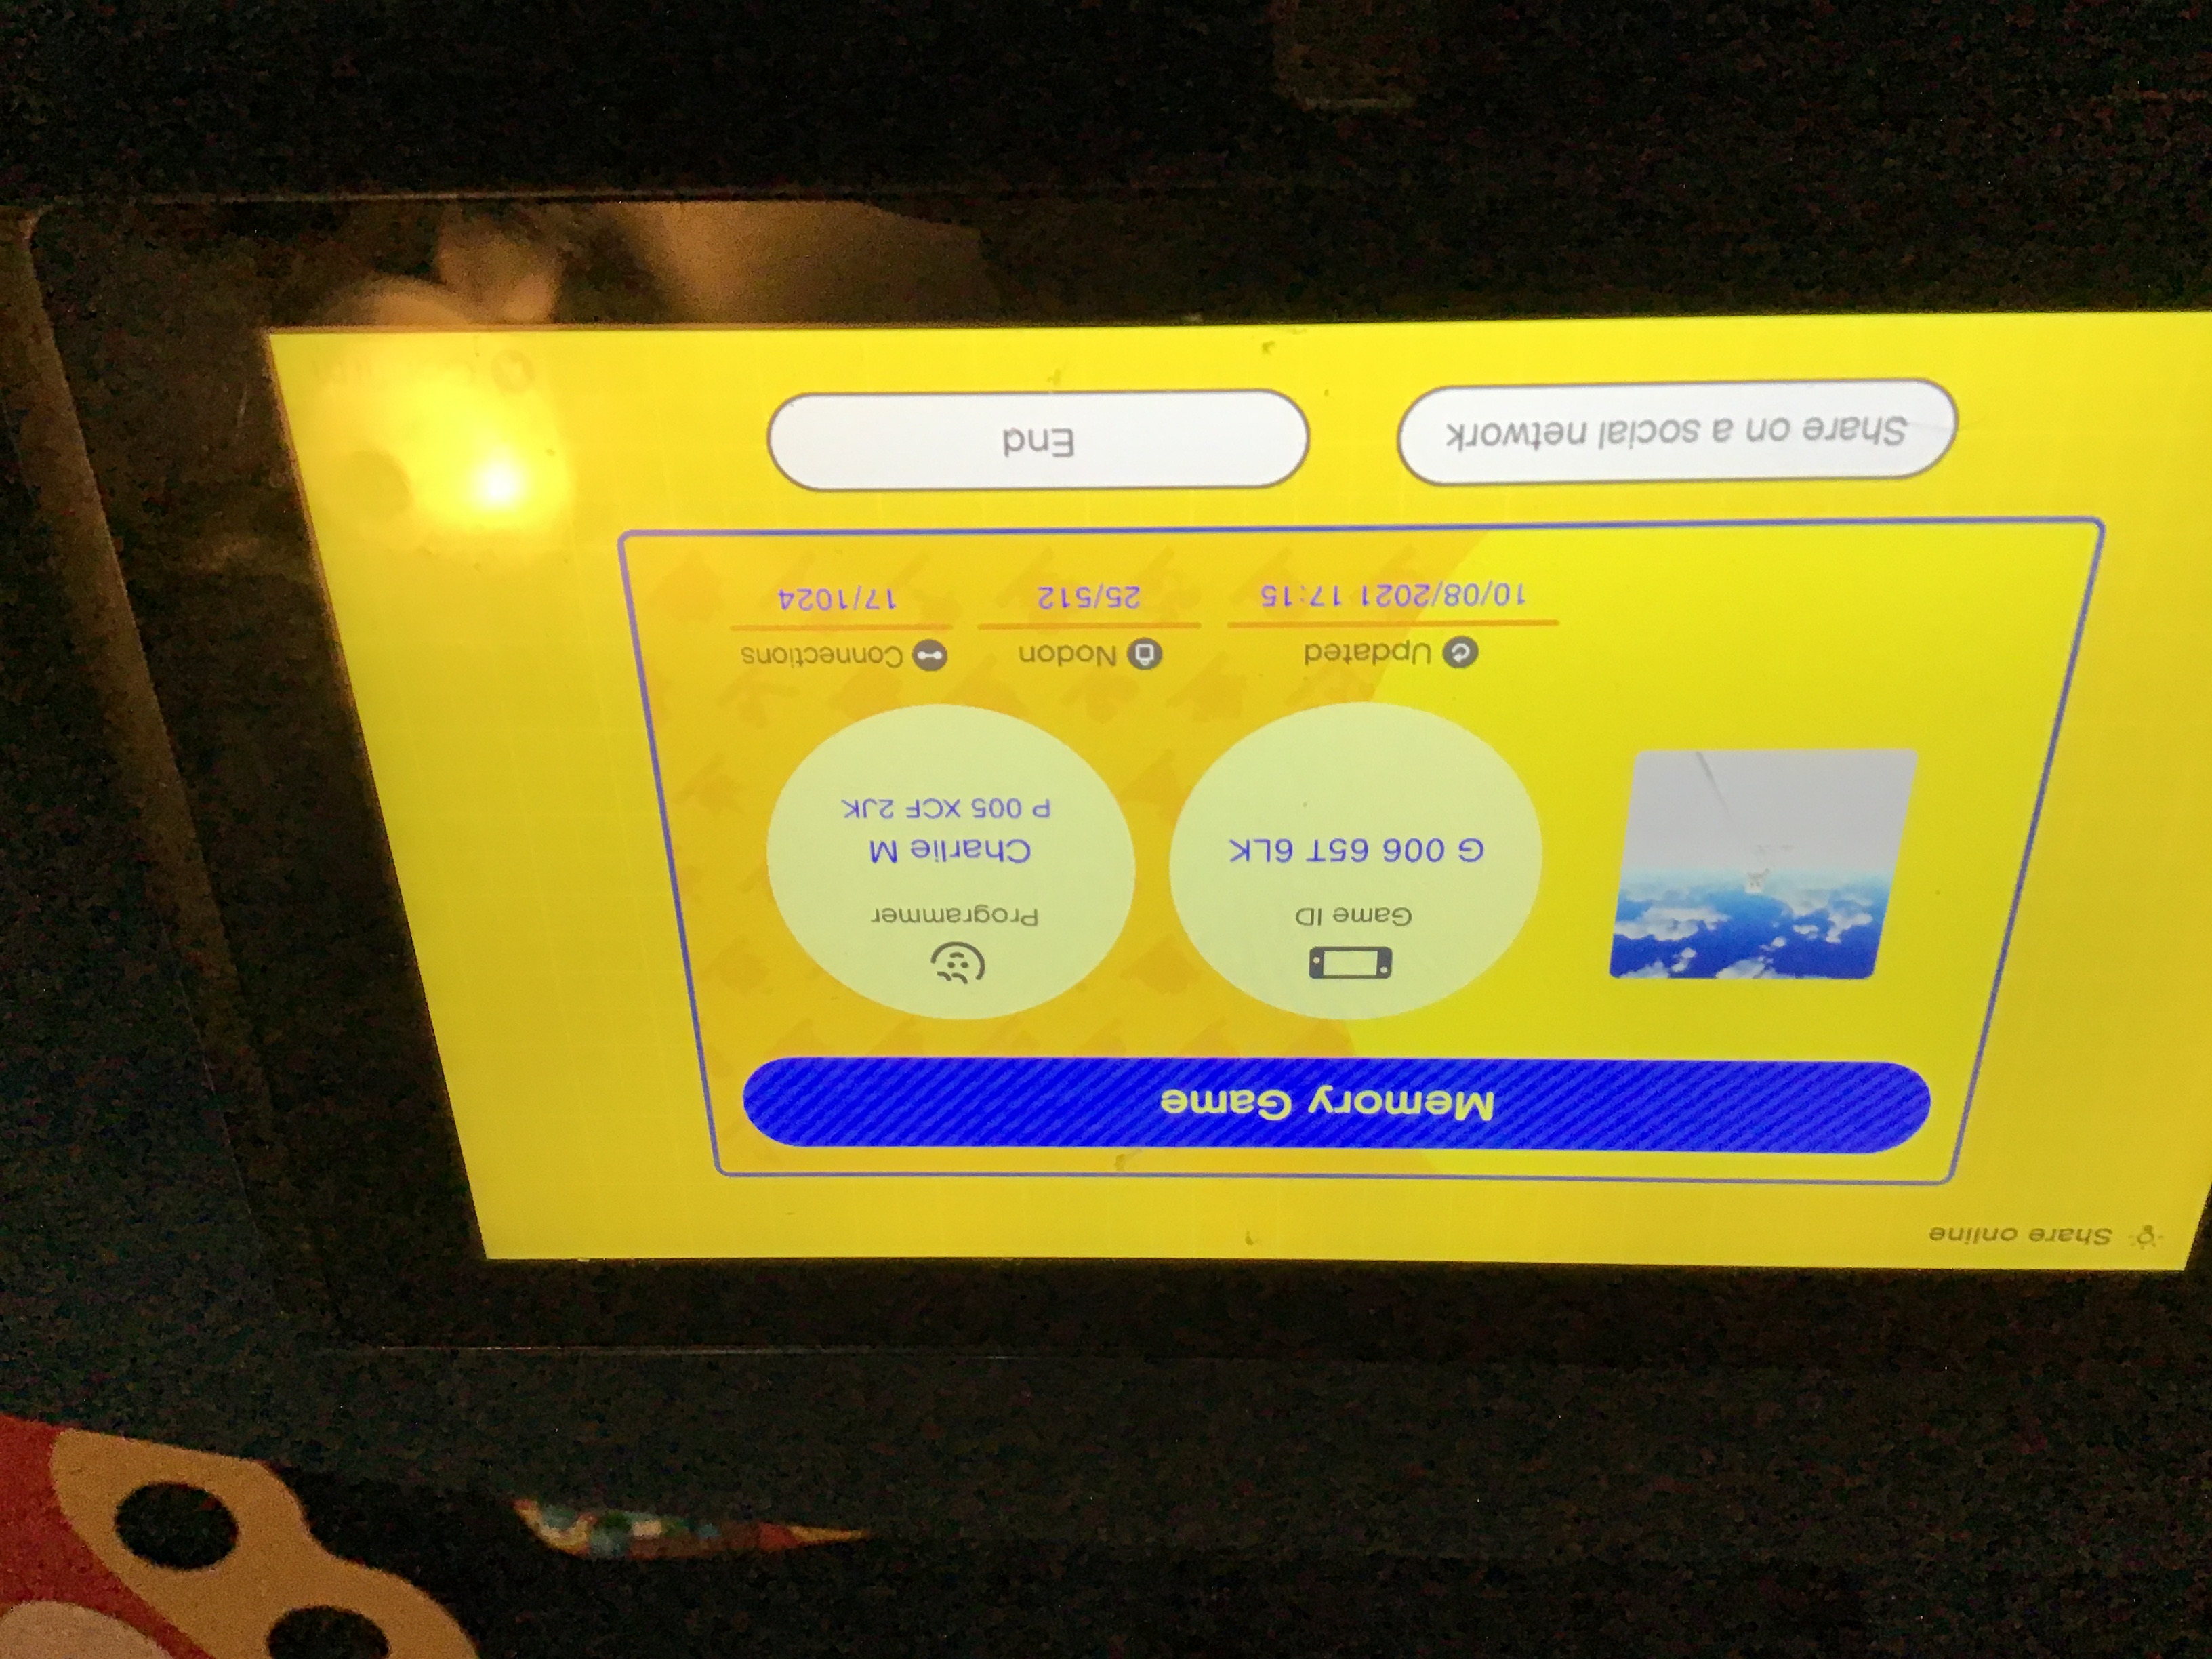 Share online
Memory Game
Game ID
G 006 65T 6LK
Programmer
Charlie M
P 005 XCF 2JK
Updated
10/08/2021 17:15
Nodon
25/512
Connections
17/1024
Share on a social network
End